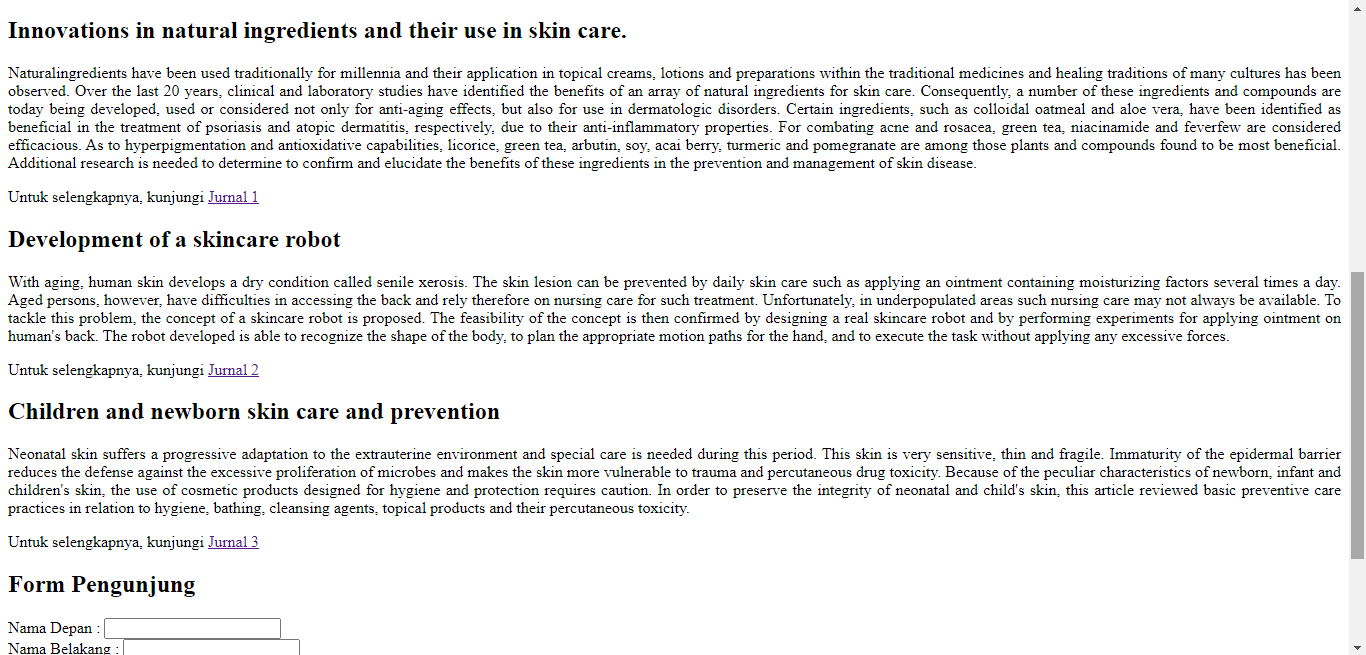 Innovations in natural ingredients and their use in skin care.
Naturalingredients have been used traditionally for millennia and their application in topical creams, lotions and preparations within the traditional medicines and healing traditions of many cultures has been
observed. Over the last 20 years, clinical and laboratory studies have identified the benefits of an array of natural ingredients for skin care. Consequently, a number of these ingredients and compounds are
today being developed, used or considered not only for anti-aging effects, but also for use in dermatologic disorders. Certain ingredients, such as colloidal oatmeal and aloe vera, have been identified as
beneficial in the treatment of psoriasis and atopic dermatitis, respectively, due to their anti-inflammatory properties. For combating acne and rosacea, green tea, niacinamide and feverfew are considered
efficacious. As to hyperpigmentation and antioxidative capabilities, licorice, green tea, arbutin, soy, acai berry, turmeric and pomegranate are among those plants and compounds found to be most beneficial.
Additional research is needed to determine to confirm and elucidate the benefits of these ingredients in the prevention and management of skin disease.
Untuk selengkapnya, kunjungi Jurnal 1
Development of a skincare robot
With aging, human skin develops a dry condition called senile xerosis. The skin lesion can be prevented by daily skin care such as applying an ointment containing moisturizing factors several times a day.
Aged persons, however, have difficulties in accessing the back and rely therefore on nursing care for such treatment. Unfortunately, in underpopulated areas such nursing care may not always be available. To
tackle this problem, the concept of a skincare robot is proposed. The feasibility of the concept is then confirmed by designing a real skincare robot and by performing experiments for applying ointment on
human's back. The robot developed is able to recognize the shape of the body, to plan the appropriate motion paths for the hand, and to execute the task without applying any excessive forces.
Untuk selengkapnya, kunjungi Jurnal 2
Children and newborn skin care and prevention
Neonatal skin suffers a progressive adaptation to the extrauterine environment and special care is needed during this period. This skin is very sensitive, thin and fragile. Immaturity of the epidermal barrier
reduces the defense against the excessive proliferation of microbes and makes the skin more vulnerable to trauma and percutaneous drug toxicity. Because of the peculiar characteristics of newborn, infant and
children's skin, the use of cosmetic products designed for hygiene and protection requires caution. In order to preserve the integrity of neonatal and child's skin, this article reviewed basic preventive care
practices in relation to hygiene, bathing, cleansing agents, topical products and their percutaneous toxicity.
Untuk selengkapnya, kunjungi Jurnal 3
Form Pengunjung
Nama Depan :
Nama Belakang :